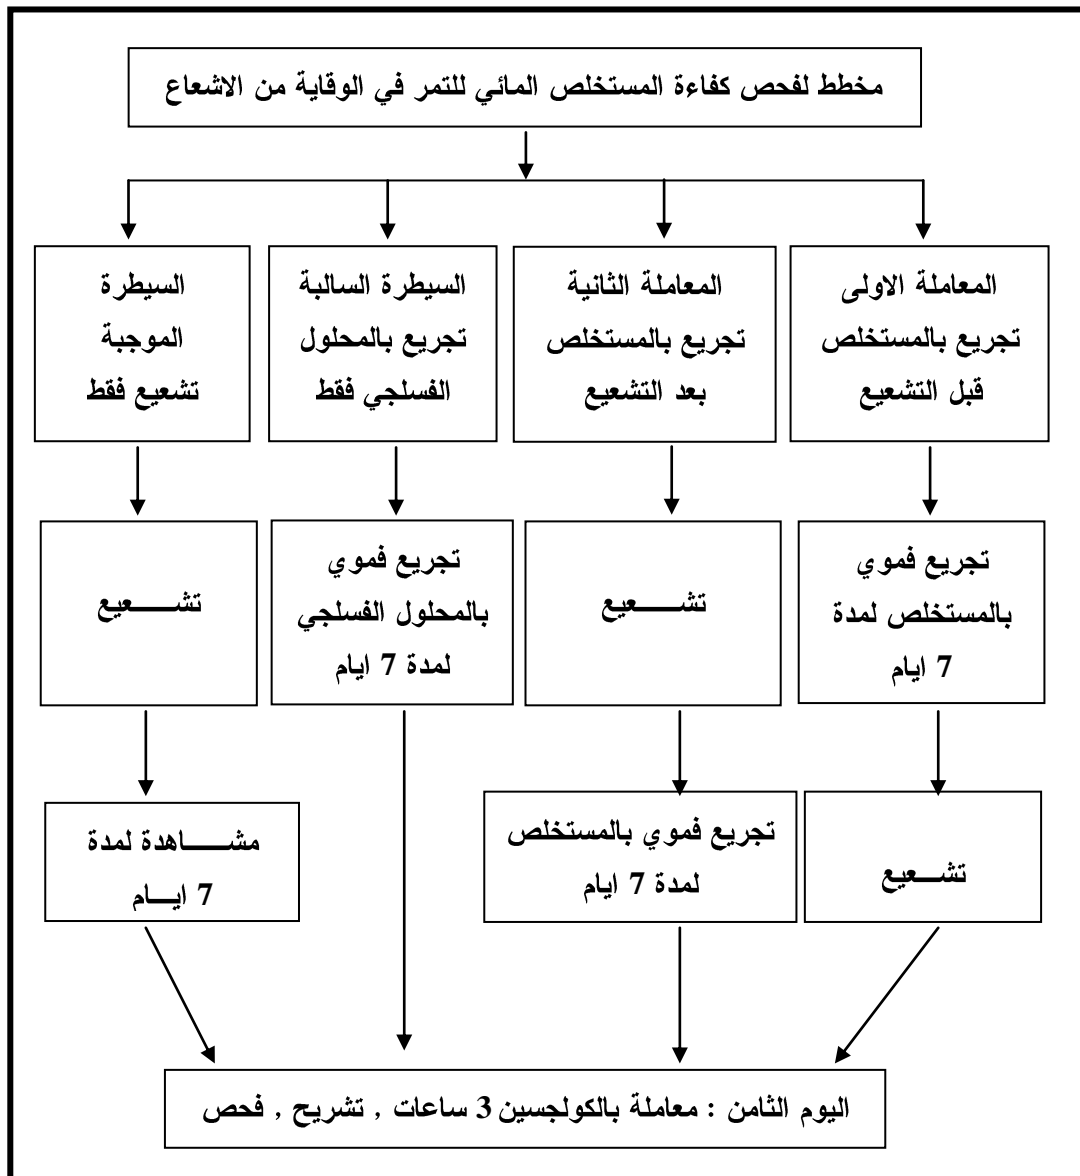 مخطط لفحص كفاءة المستخلص المائي للتمر في الوقاية من الاشعاع
المعاملة الاولى
تجريع بالمستخلص
قبل التشعيع
المعاملة الثانية
تجريع بالمستخلص
بعد التشعيع
السيطرة السالبة
تجريع بالمحلول
الفسلجي فقط
السيطرة
الموجبة
تشعيع فقط
تجريع فموي
بالمستخلص لمدة
7 ايام
تشـــــعيع
تجريع فموي
بالمحلول الفسلجي
لمدة 7 ايام
تشـــــعيع
تشـــعيع
تجريع فموي بالمستخلص
لمدة 7 ايام
مشـــــاهدة لمدة
7 ايـــام
اليوم الثامن : معاملة بالكولجسين 3 ساعات , تشريح , فحص